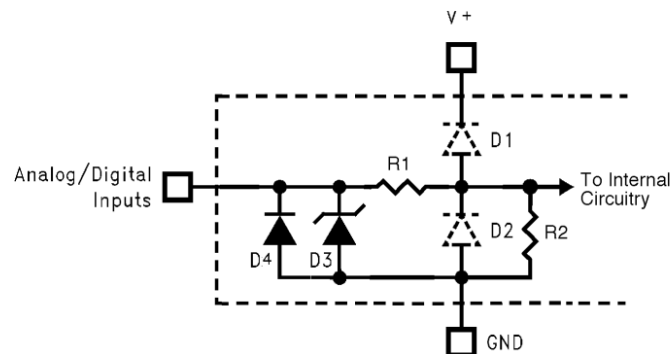 V +
D1
R1
Analog/Digital
Inputs
To Internal
Circuitry
D4
D3
D2
R2
GND